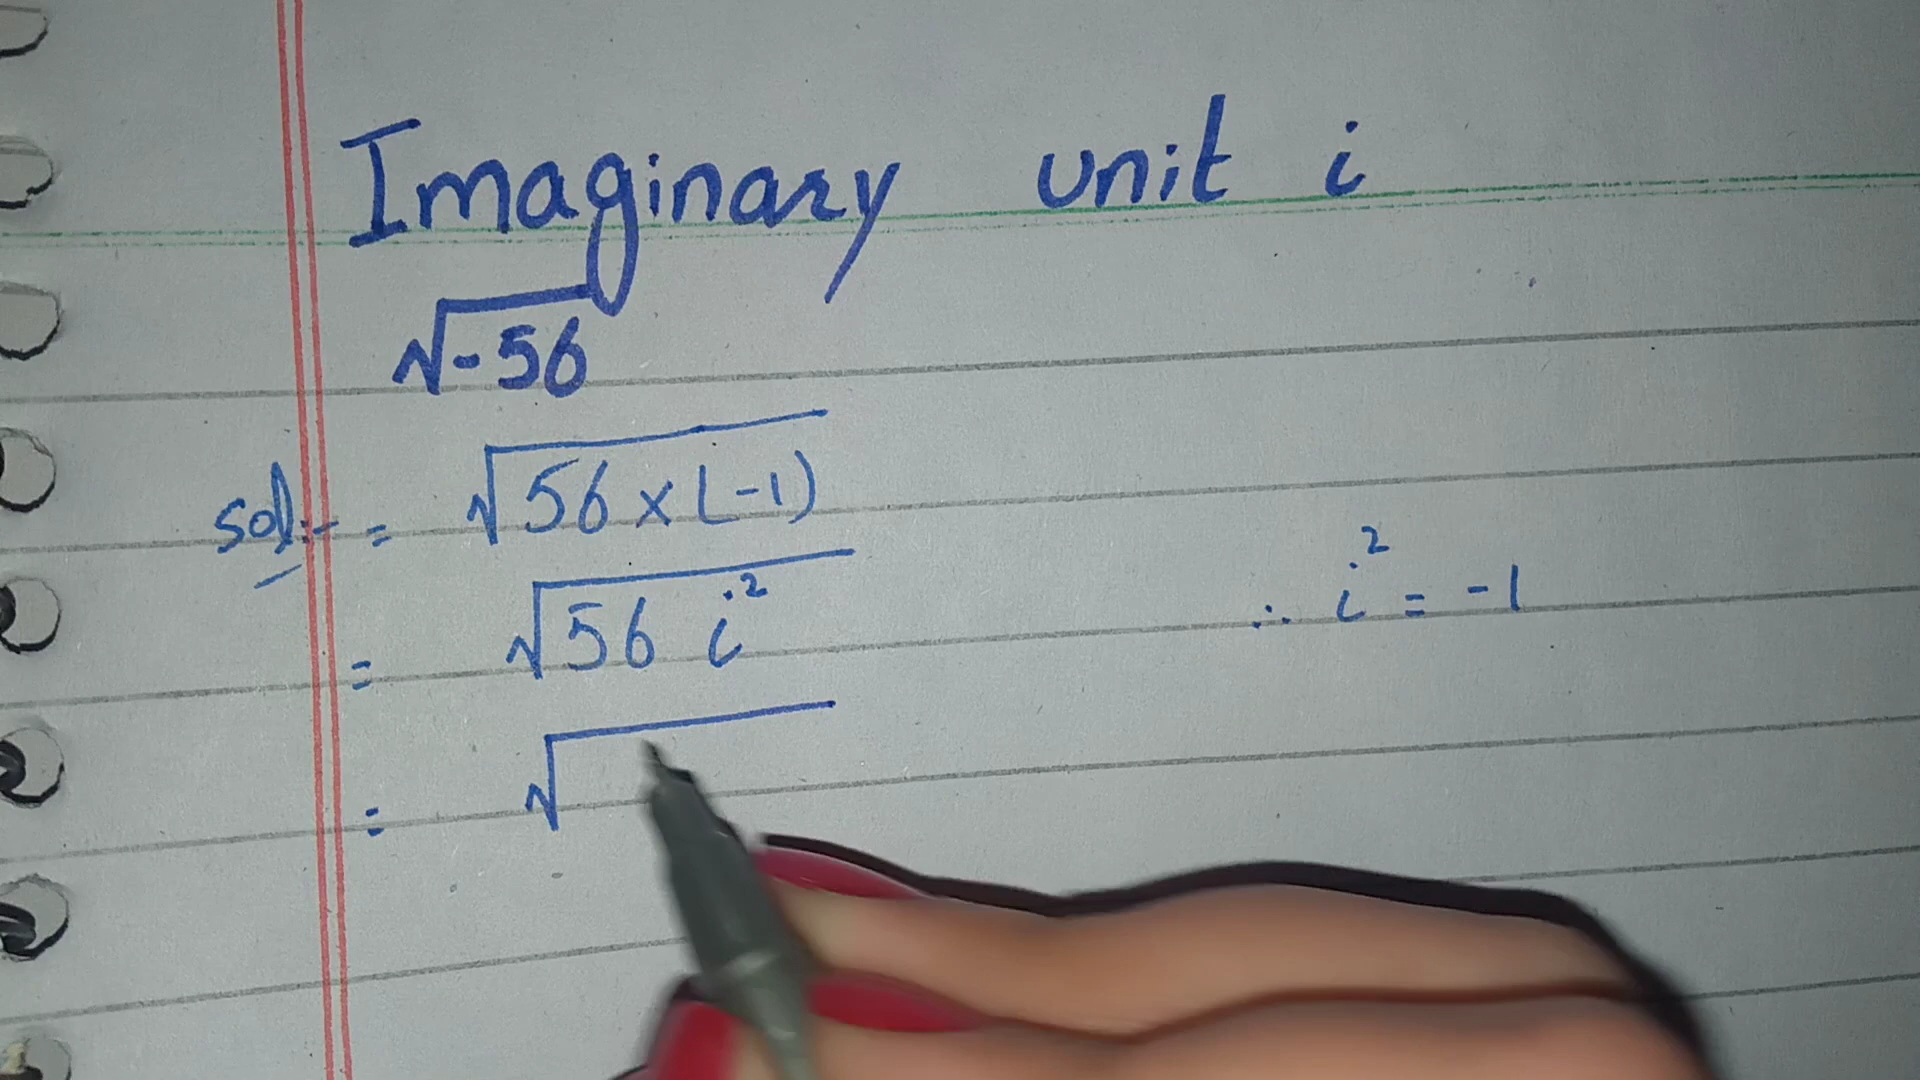 Imaginary unit i
√-56
sol:- = √56 × (-1)
= √56 i² ∴ i² = -1
= √